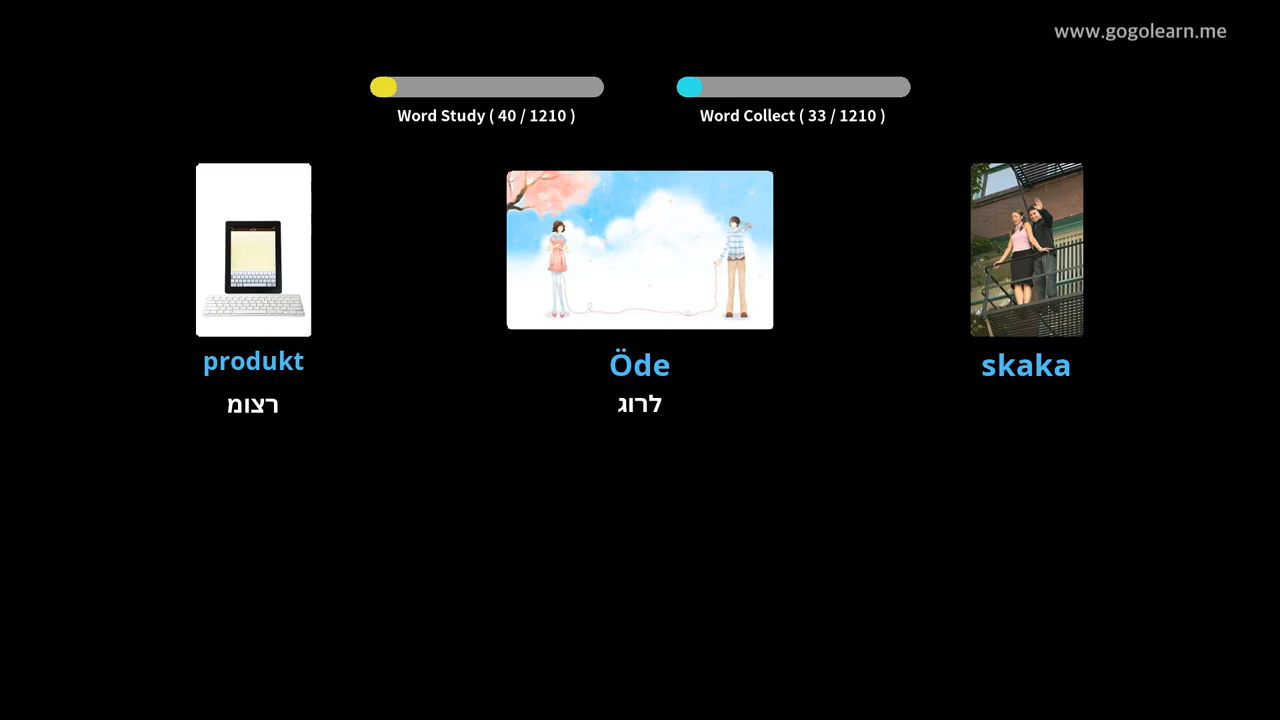 www.gogolearn.me
Word Study ( 40 / 1210 )
Word Collect ( 33 / 1210 )
produkt
רצומ
Öde
לרוג
skaka